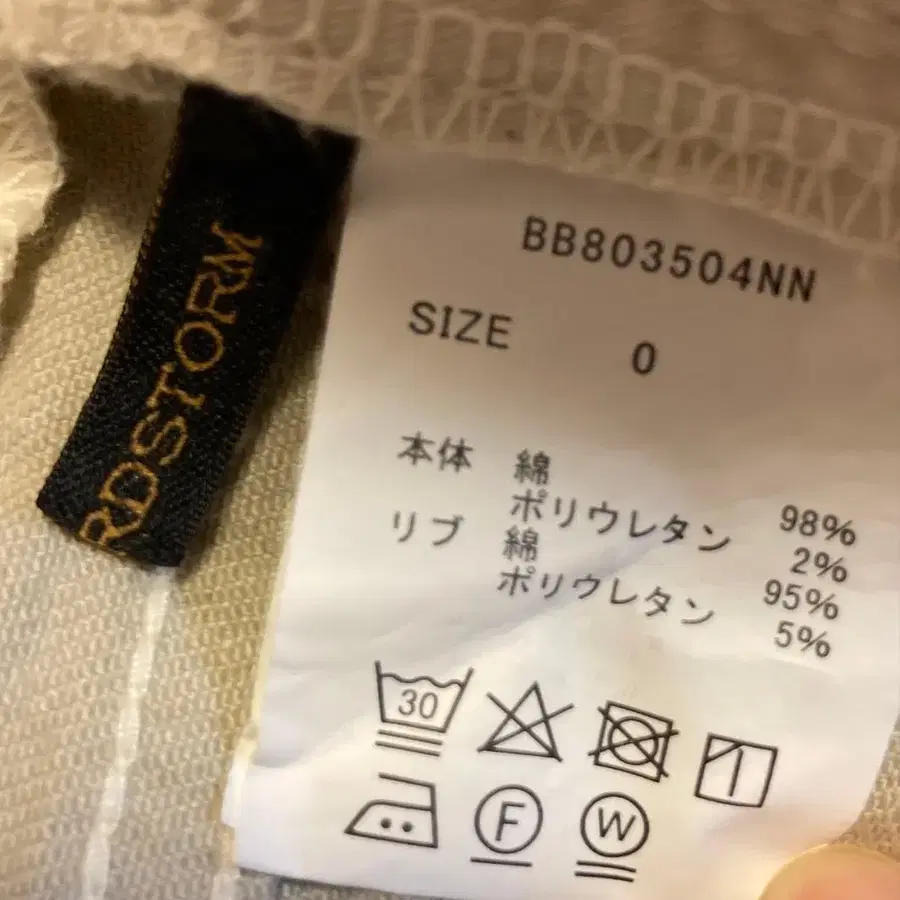 RDSTORM
BB803504NN
SIZE 0
本体 綿 98%
ポリウレタン 2%
リブ 綿 95%
ポリウレタン 5%
30
F
W